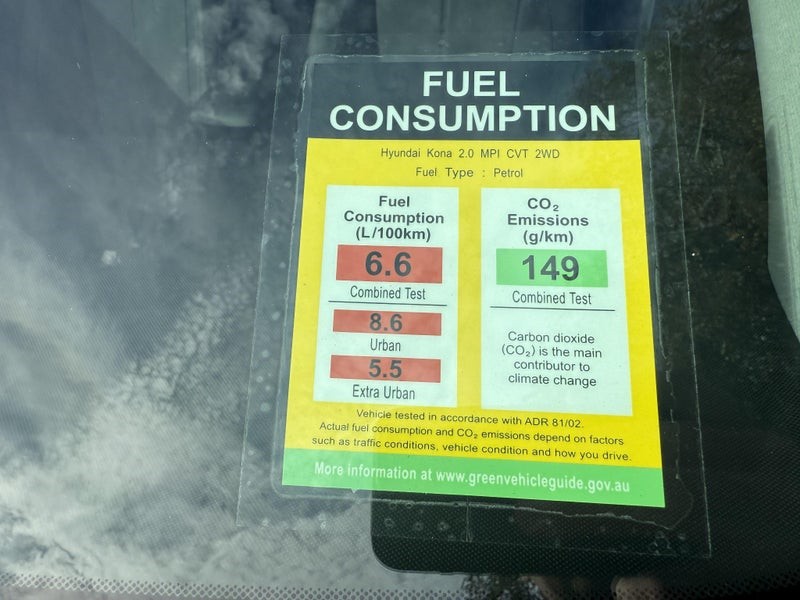 FUEL
CONSUMPTION
Hyundai Kona 2.0 MPI CVT 2WD
Fuel Type : Petrol
Fuel
Consumption
(L/100km)
6.6
Combined Test
8.6
Urban
5.5
Extra Urban
CO₂
Emissions
(g/km)
149
Combined Test
Carbon dioxide
(CO₂) is the main
contributor to
climate change
Vehicle tested in accordance with ADR 81/02.
Actual fuel consumption and CO₂ emissions depend on factors
such as traffic conditions, vehicle condition and how you drive.
More information at www.greenvehicleguide.gov.au